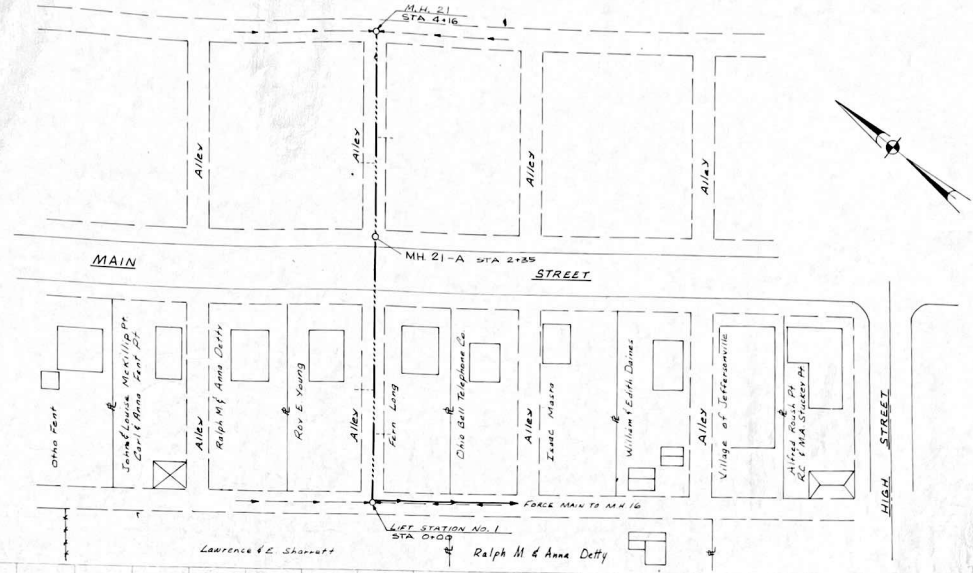 M.H. 21
STA 4+16
Alley
Alley
Alley
Alley
MH. 21-A STA 2+35
MAIN
STREET
Otho Fent
John & Louise McKillip Pt.
Carl & Anna Fent Pt.
Alley
Ralph M & Anna Detty
Roy E Young
Alley
Fern Long
Ohio Bell Telephone Co.
Alley
Isaac Mastn
William & Edith Daines
Alley
Village of Jeffersonville
Alfred Roush Pt
RC & M.A. Stuckey Pt.
HIGH STREET
FORCE MAIN TO M H 16
LIFT STATION NO. 1
STA 0+00
Lawrence & E. Sharrett
Ralph M & Anna Detty